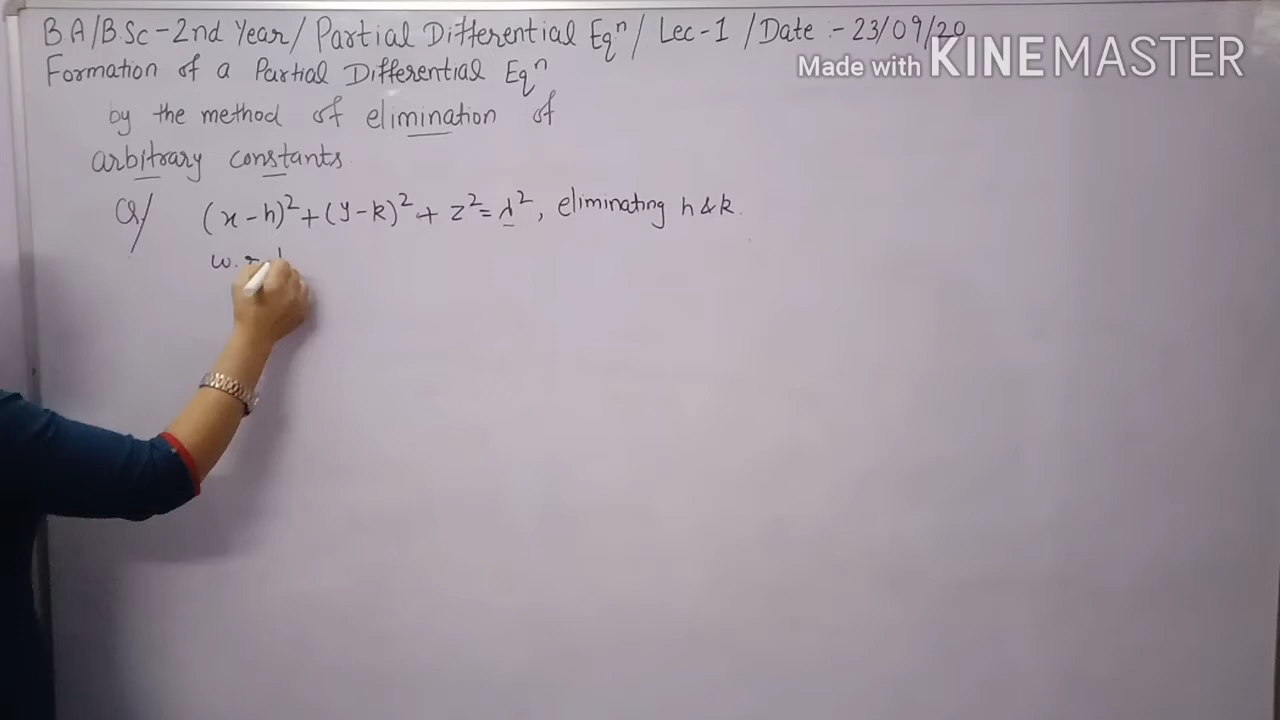 B.A/B.Sc - 2nd Year / Partial Differential Eqⁿ / Lec-1 / Date :- 23/09/20
Made with KINEMASTER
Formation of a Partial Differential Eqⁿ
by the method of elimination of
arbitrary constants
Q/ (x-h)²+(y-k)²+z²=λ², eliminating h & k.
w.r.